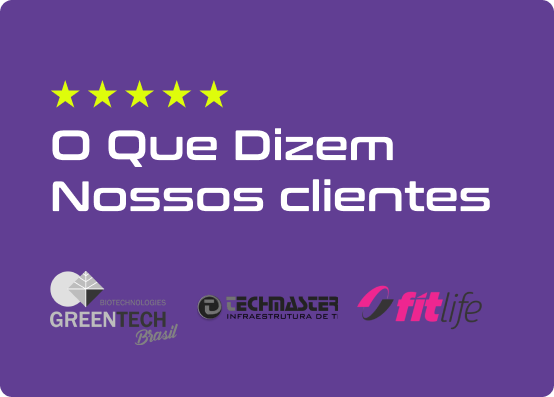 O Que Dizem
Nossos clientes
BIOTECHNOLOGIES
GREENTECH
Brasil
TECHMASTER
INFRAESTRUTURA DE T
fitlife